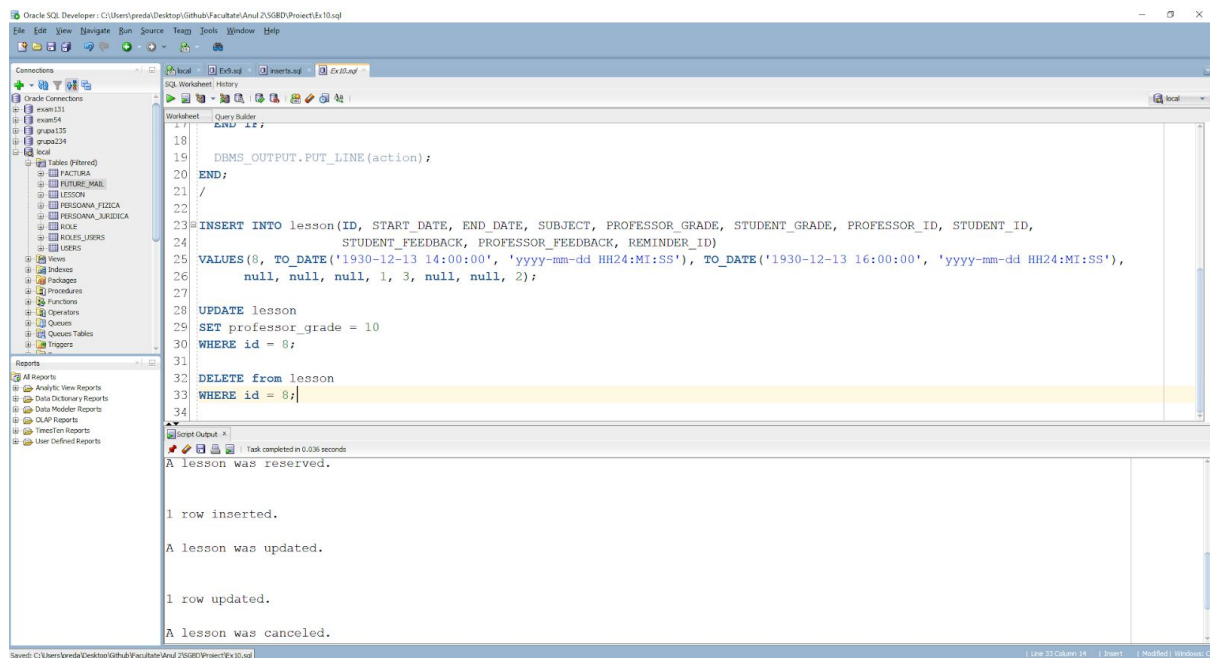 Oracle SQL Developer : C:\Users\preda\Desktop\Github\Facultate\Anul 2\SGBD\Proiect\Ex10.sql
File Edit View Navigate Run Source Team Tools Window Help
Connections
Oracle Connections
exam131
exam54
grupa135
grupa234
local
Tables (Filtered)
FACTURA
FUTURE_MAIL
LESSON
PERSOANA_FIZICA
PERSOANA_JURIDICA
ROLE
ROLES_USERS
USERS
Views
Indexes
Packages
Procedures
Functions
Operators
Queues
Queues Tables
Triggers
Reports
All Reports
Analytic View Reports
Data Dictionary Reports
Data Modeler Reports
OLAP Reports
TimesTen Reports
User Defined Reports
local Ex9.sql inserts.sql Ex10.sql
SQL Worksheet History
local
Worksheet Query Builder
17 END IF;
18
19 DBMS_OUTPUT.PUT_LINE(action);
20 END;
21 /
22
23 INSERT INTO lesson(ID, START_DATE, END_DATE, SUBJECT, PROFESSOR_GRADE, STUDENT_GRADE, PROFESSOR_ID, STUDENT_ID,
24 STUDENT_FEEDBACK, PROFESSOR_FEEDBACK, REMINDER_ID)
25 VALUES(8, TO_DATE('1930-12-13 14:00:00', 'yyyy-mm-dd HH24:MI:SS'), TO_DATE('1930-12-13 16:00:00', 'yyyy-mm-dd HH24:MI:SS'),
26 null, null, null, 1, 3, null, null, 2);
27
28 UPDATE lesson
29 SET professor_grade = 10
30 WHERE id = 8;
31
32 DELETE from lesson
33 WHERE id = 8;
34
Script Output
Task completed in 0.036 seconds
A lesson was reserved.
1 row inserted.
A lesson was updated.
1 row updated.
A lesson was canceled.
Saved: C:\Users\preda\Desktop\Github\Facultate\Anul 2\SGBD\Proiect\Ex10.sql
Line 33 Column 14 | Insert | Modified | Windows: C